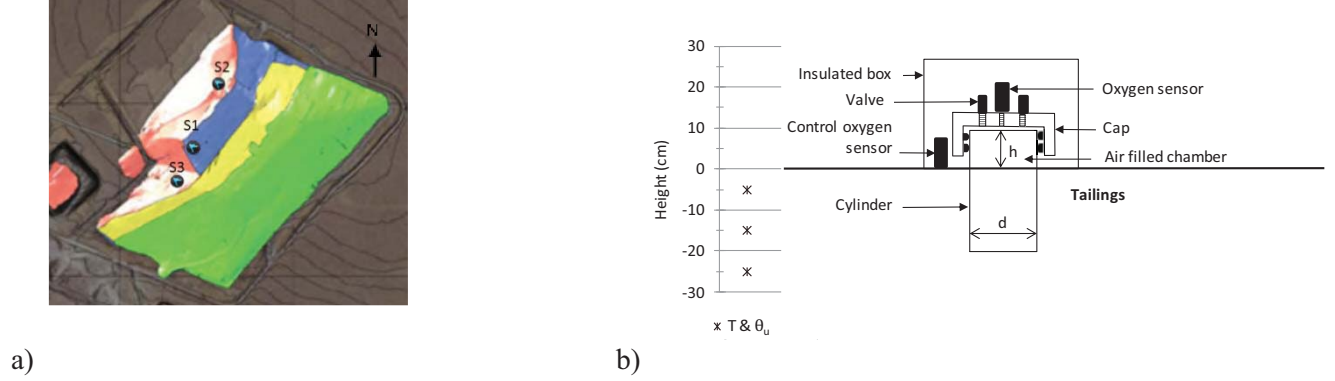 N
S2
S1
S3
a)
30
20
10
0
-10
-20
-30
Height (cm)
T & θu
Insulated box
Valve
Control oxygen
sensor
Cylinder
Oxygen sensor
Cap
h
Air filled chamber
Tailings
d
b)